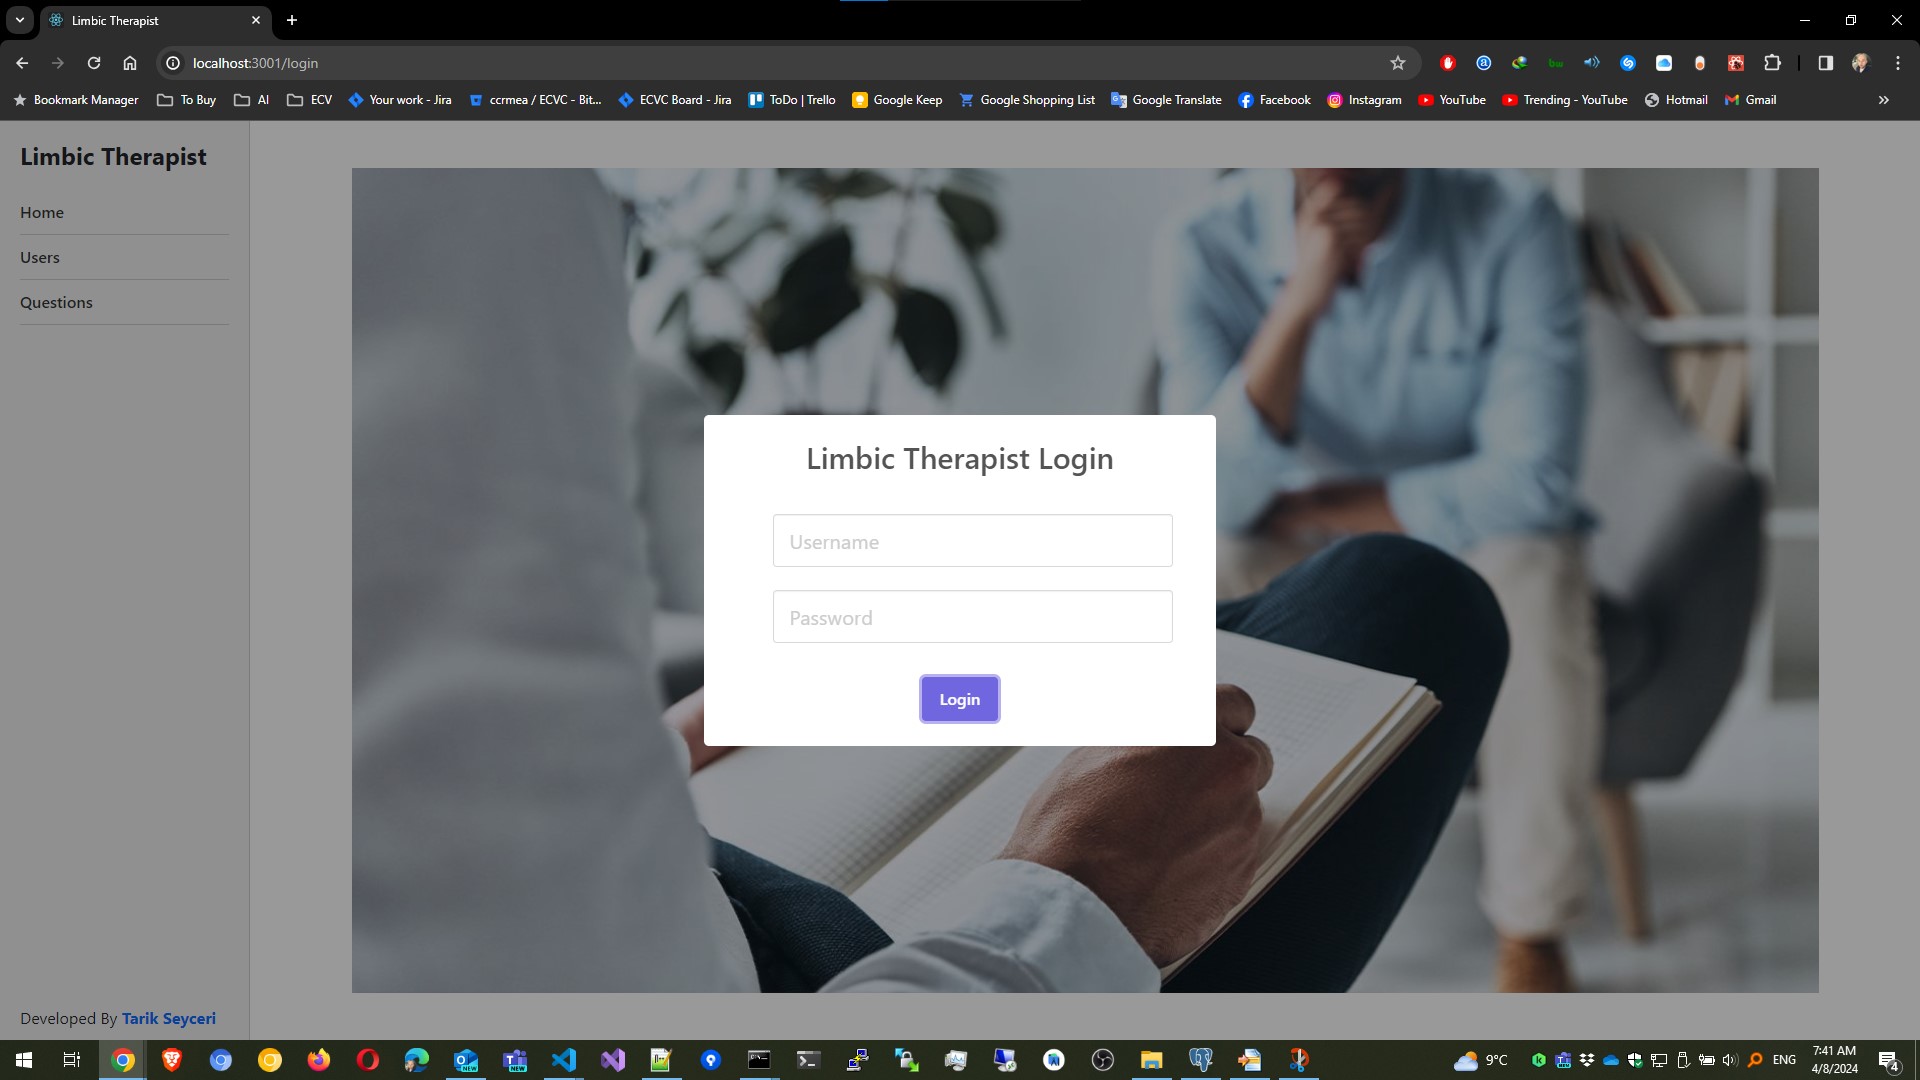 Limbic Therapist
localhost:3001/login
Bookmark Manager To Buy AI ECV Your work - Jira ccrmea / ECVC - Bit... ECVC Board - Jira ToDo | Trello Google Keep Google Shopping List Google Translate Facebook Instagram YouTube Trending - YouTube Hotmail Gmail
Limbic Therapist
Home
Users
Questions
Limbic Therapist Login
Username
Password
Login
Developed By Tarik Seyceri
9°C
ENG
7:41 AM
4/8/2024
4